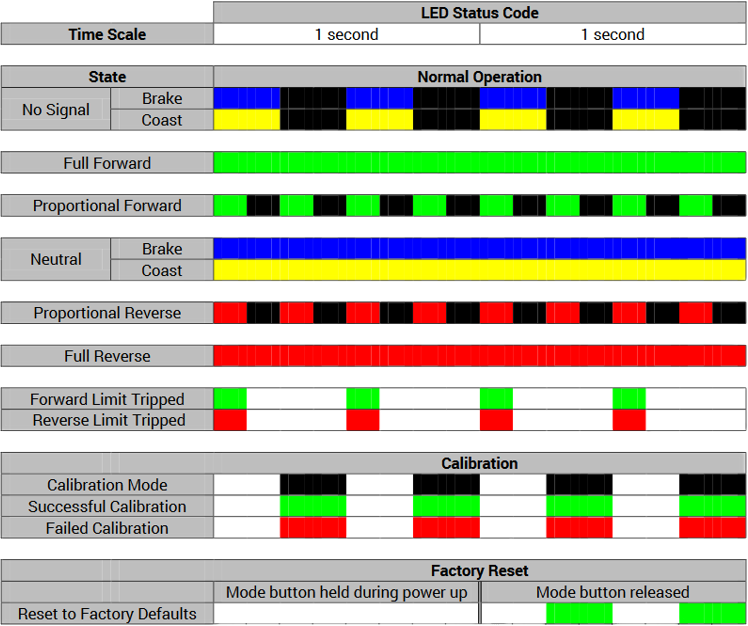 LED Status Code
Time Scale 1 second 1 second
State Normal Operation
No Signal Brake
Coast
Full Forward
Proportional Forward
Neutral Brake
Coast
Proportional Reverse
Full Reverse
Forward Limit Tripped
Reverse Limit Tripped
Calibration
Calibration Mode
Successful Calibration
Failed Calibration
Factory Reset
Mode button held during power up Mode button released
Reset to Factory Defaults